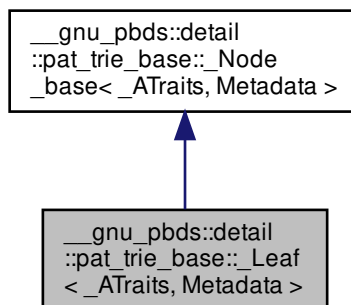 __gnu_pbds::detail
::pat_trie_base::_Node
_base< _ATraits, Metadata >
__gnu_pbds::detail
::pat_trie_base::_Leaf
< _ATraits, Metadata >